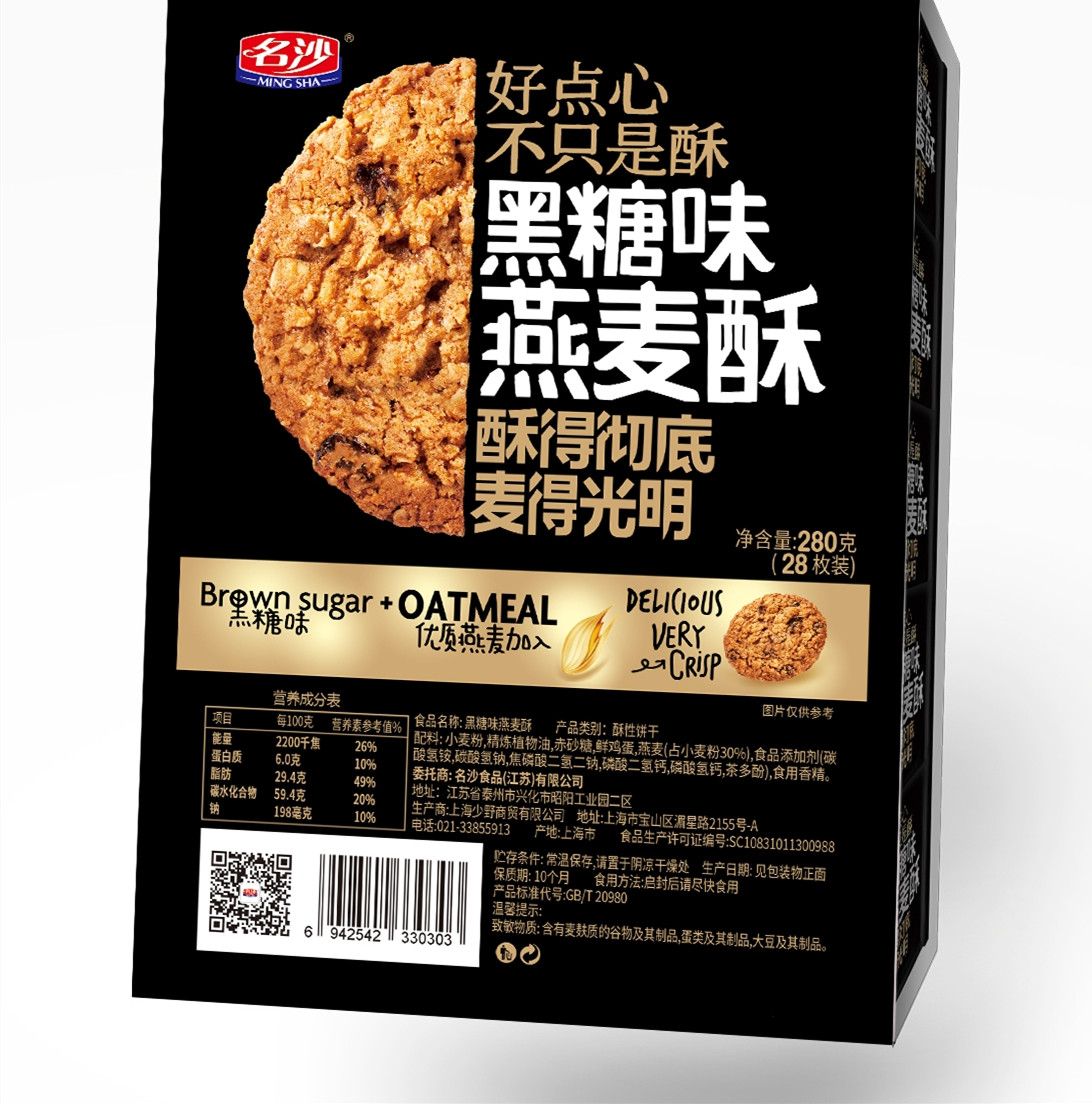 名沙®
MING SHA
好点心
不只是酥
黑糖味
燕麦酥
酥得彻底
麦得光明
净含量:280克
(28枚装)
Brown sugar + OATMEAL
黑糖味
优质燕麦加入
DELICIOUS
VERY
CRISP
图片仅供参考
营养成分表
项目 每100克 营养素参考值%
能量 2200千焦 26%
蛋白质 6.0克 10%
脂肪 29.4克 49%
碳水化合物 59.4克 20%
钠 198毫克 10%
食品名称: 黑糖味燕麦酥 产品类别: 酥性饼干
配料: 小麦粉,精炼植物油,赤砂糖,鲜鸡蛋,燕麦(占小麦粉30%),食品添加剂(碳
酸氢铵,碳酸氢钠,焦磷酸二氢二钠,磷酸二氢钙,磷酸氢钙,茶多酚),食用香精。
委托商: 名沙食品(江苏)有限公司
地址: 江苏省泰州市兴化市昭阳工业园二区
生产商:上海少野商贸有限公司 地址:上海市宝山区湄星路2155号-A
电话:021-33855913 产地:上海市 食品生产许可证编号:SC10831011300988
贮存条件: 常温保存,请置于阴凉干燥处 生产日期: 见包装物正面
保质期: 10个月 食用方法:启封后请尽快食用
产品标准代号:GB/T 20980
温馨提示:
致敏物质: 含有麦麸质的谷物及其制品,蛋类及其制品,大豆及其制品。
6 942542 330303